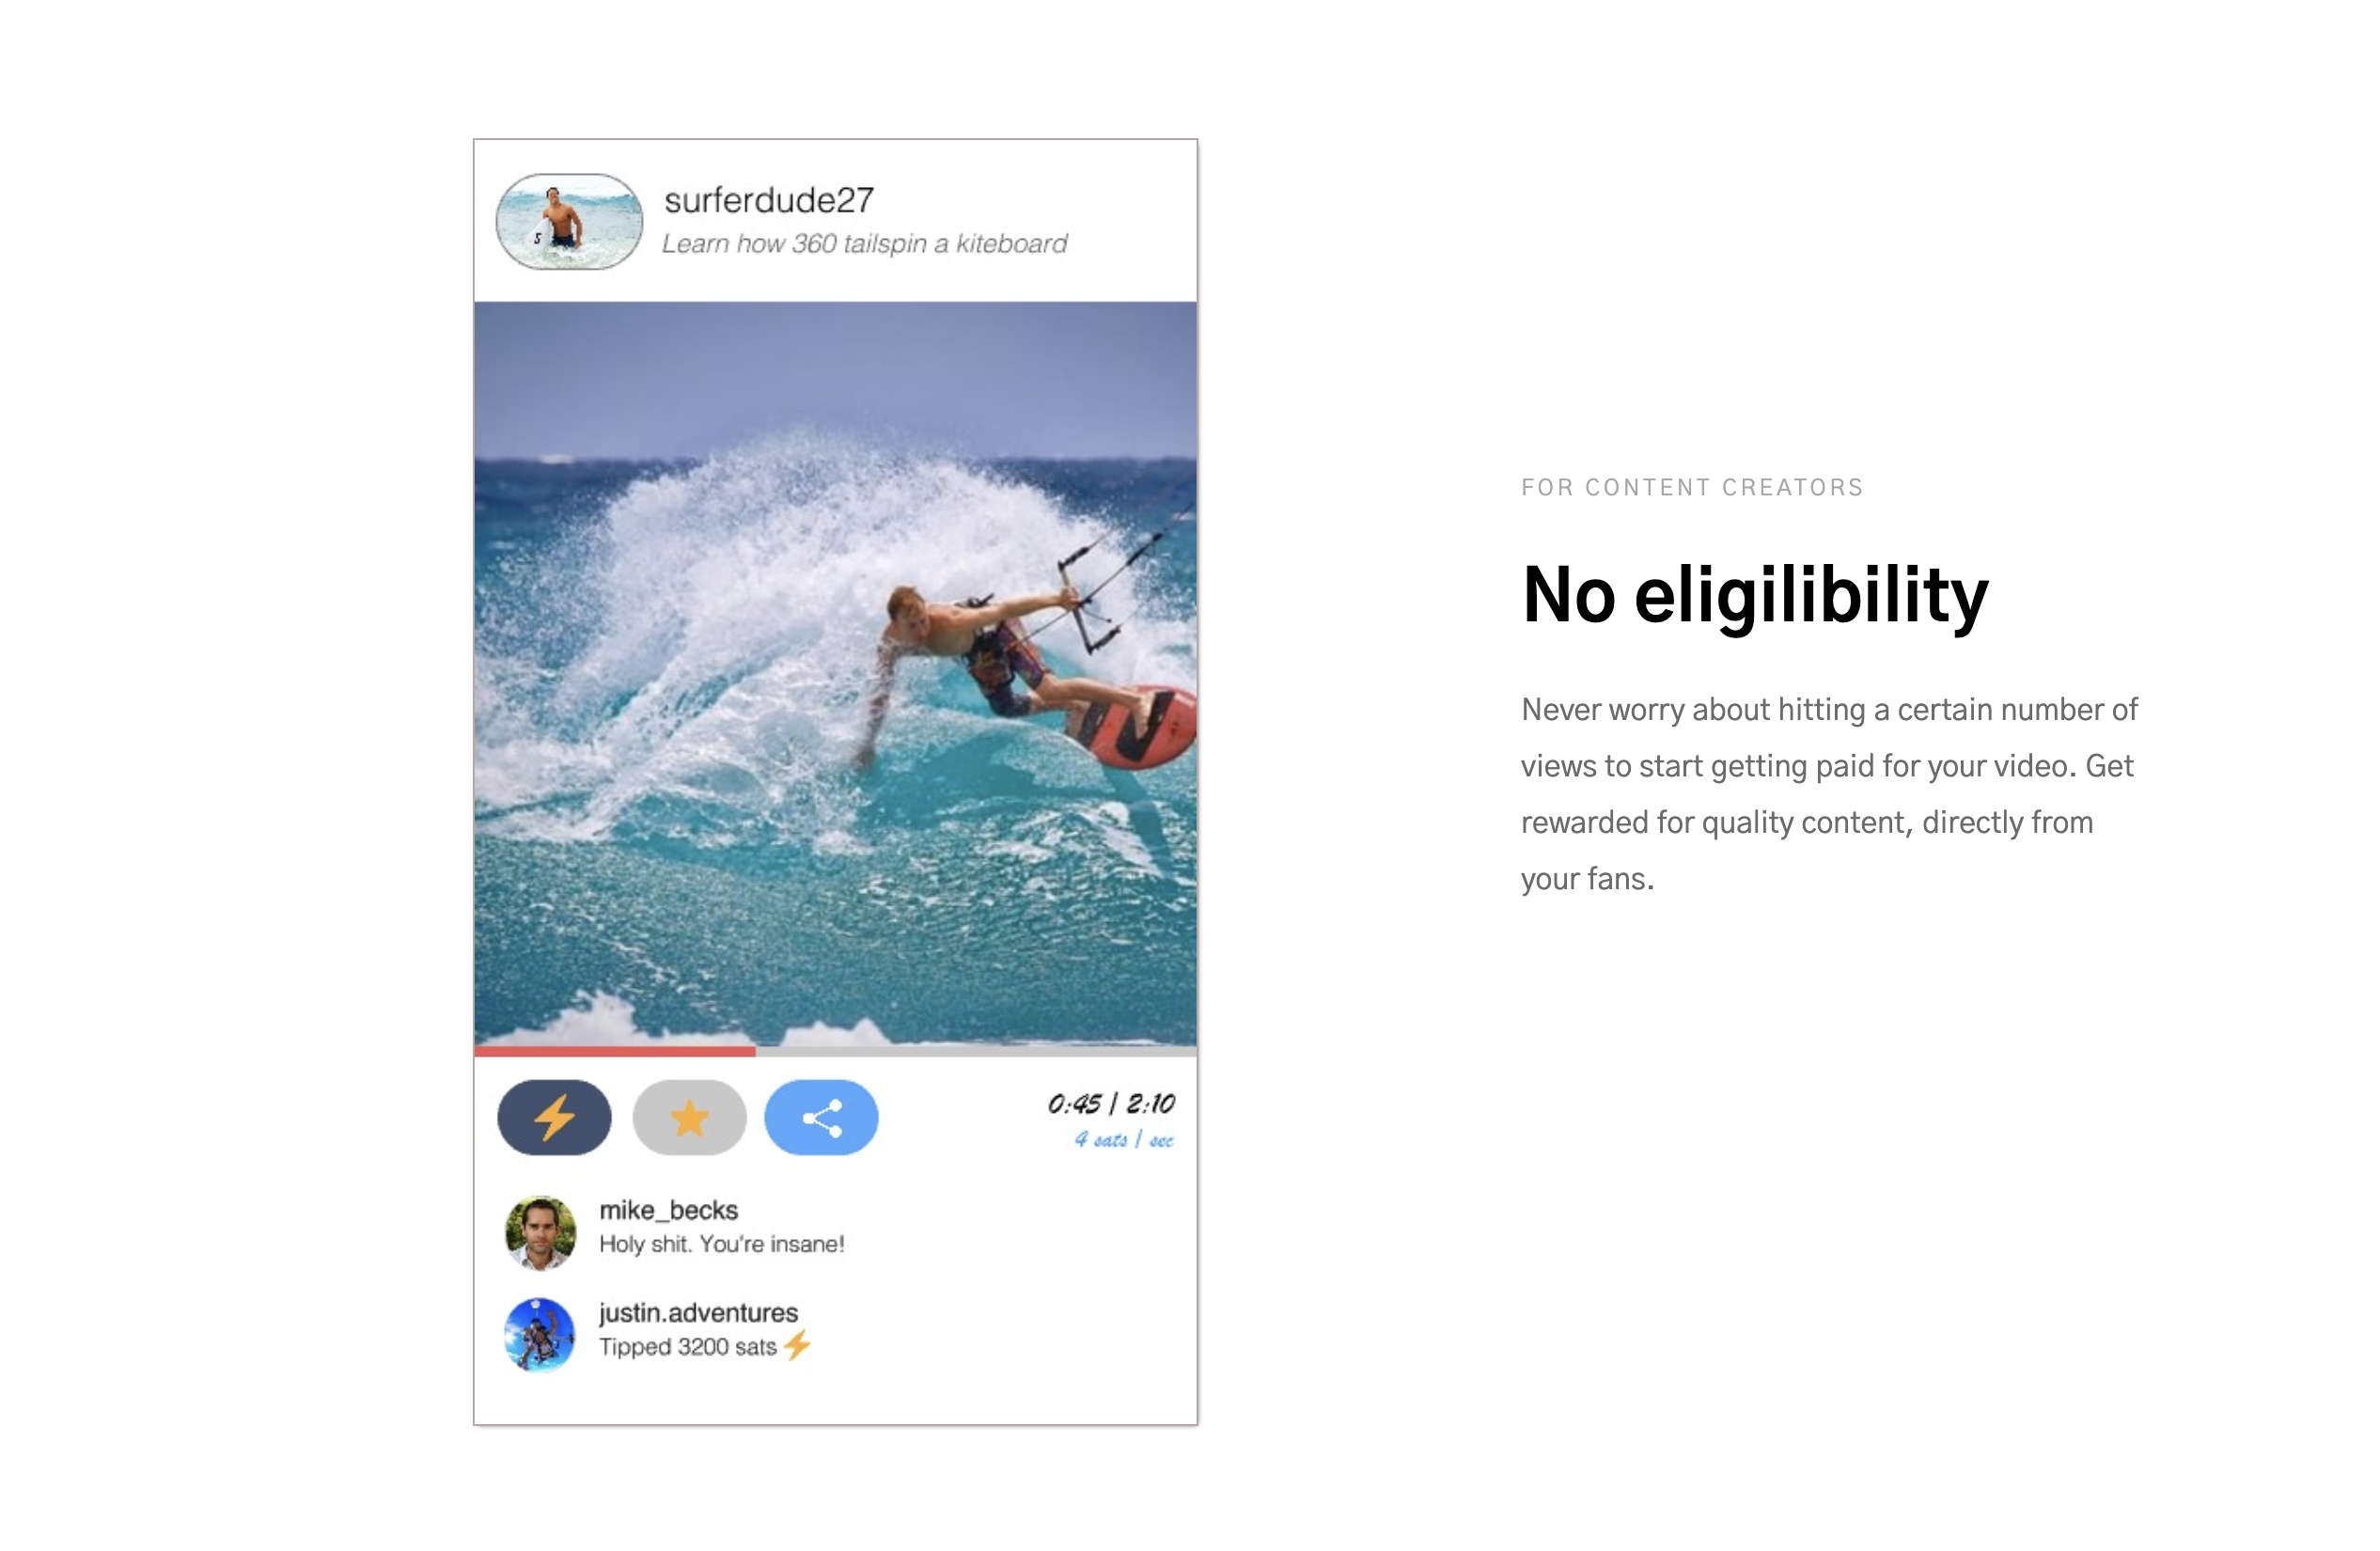 surferdude27
Learn how 360 tailspin a kiteboard
0:45 | 2:10
4 sats / sec
mike_becks
Holy shit. You're insane!
justin.adventures
Tipped 3200 sats ⚡
FOR CONTENT CREATORS
No eligilibility
Never worry about hitting a certain number of
views to start getting paid for your video. Get
rewarded for quality content, directly from
your fans.